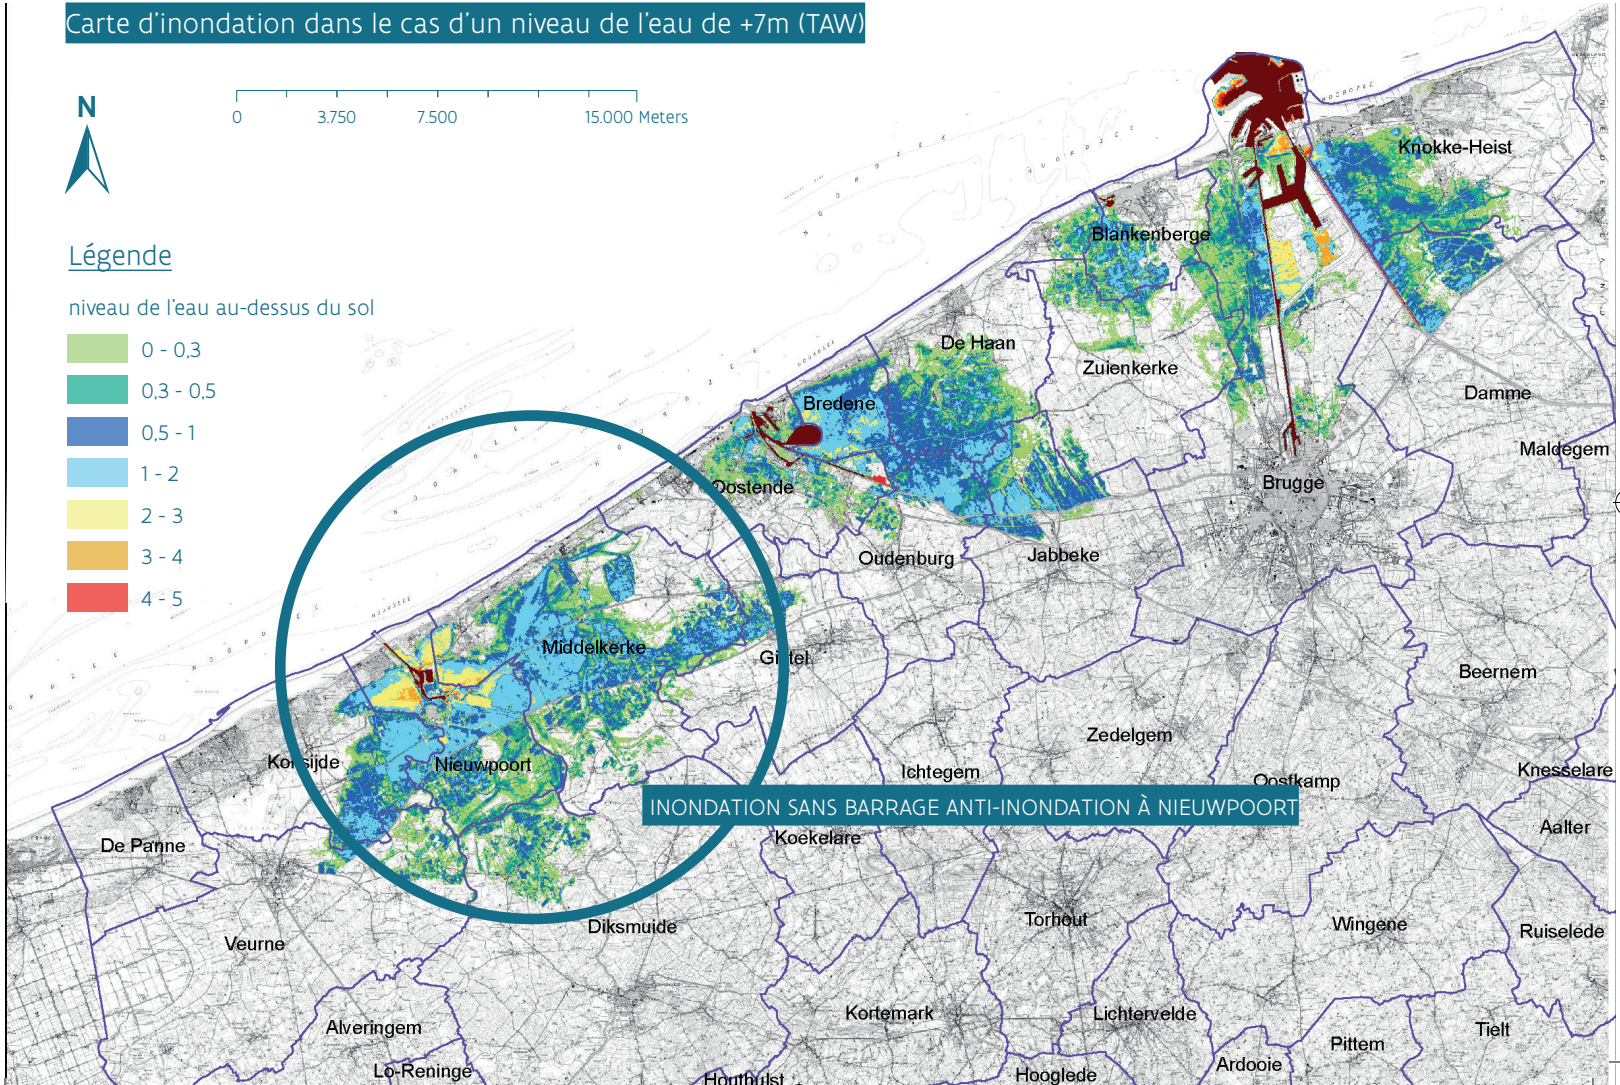 Carte d'inondation dans le cas d'un niveau de l'eau de +7m (TAW)
N
0 3.750 7.500 15.000 Meters
Légende
niveau de l'eau au-dessus du sol
0 - 0,3
0,3 - 0,5
0,5 - 1
1 - 2
2 - 3
3 - 4
4 - 5
Knokke-Heist
Blankenberge
De Haan
Zuienkerke
Damme
Bredene
Maldegem
Oostende
Brugge
Oudenburg
Jabbeke
Middelkerke
Gistel
Beernem
Zedelgem
Koksijde
Nieuwpoort
Ichtegem
Oostkamp
Knesselare
INONDATION SANS BARRAGE ANTI-INONDATION À NIEUWPOORT
De Panne
Koekelare
Aalter
Diksmuide
Torhout
Wingene
Ruiselede
Veurne
Alveringem
Kortemark
Lichtervelde
Tielt
Pittem
Lo-Reninge
Houthulst
Hooglede
Ardooie